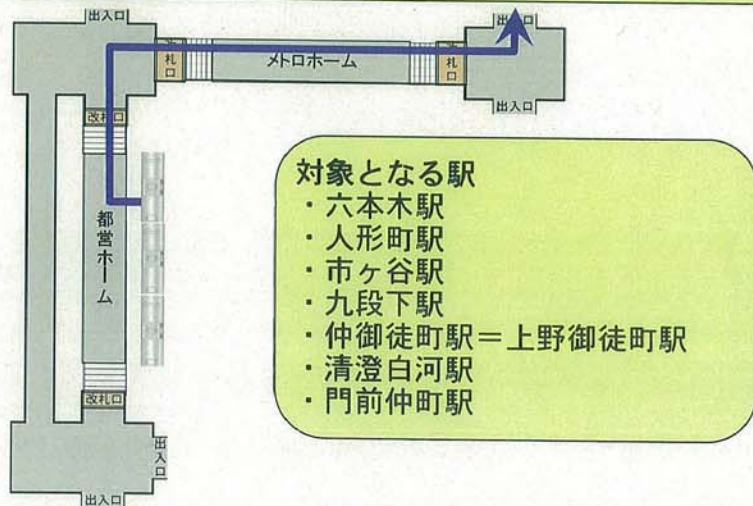 出入口
出入口
改札口
メトロホーム
改札口
出入口
改札口
都営ホーム
対象となる駅
・六本木駅
・人形町駅
・市ヶ谷駅
・九段下駅
・仲御徒町駅＝上野御徒町駅
・清澄白河駅
・門前仲町駅
改札口
出入口
出入口